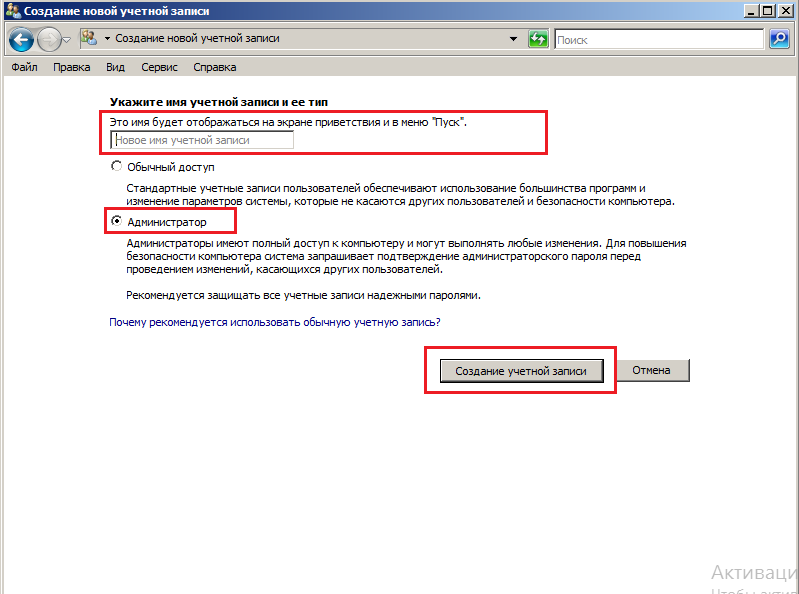 Создание новой учетной записи
Создание новой учетной записи
Поиск
Файл Правка Вид Сервис Справка
Укажите имя учетной записи и ее тип
Это имя будет отображаться на экране приветствия и в меню "Пуск".
Новое имя учетной записи
Обычный доступ
Стандартные учетные записи пользователей обеспечивают использование большинства программ и
изменение параметров системы, которые не касаются других пользователей и безопасности компьютера.
Администратор
Администраторы имеют полный доступ к компьютеру и могут выполнять любые изменения. Для повышения
безопасности компьютера система запрашивает подтверждение администраторского пароля перед
проведением изменений, касающихся других пользователей.
Рекомендуется защищать все учетные записи надежными паролями.
Почему рекомендуется использовать обычную учетную запись?
Создание учетной записи
Отмена
Активаци